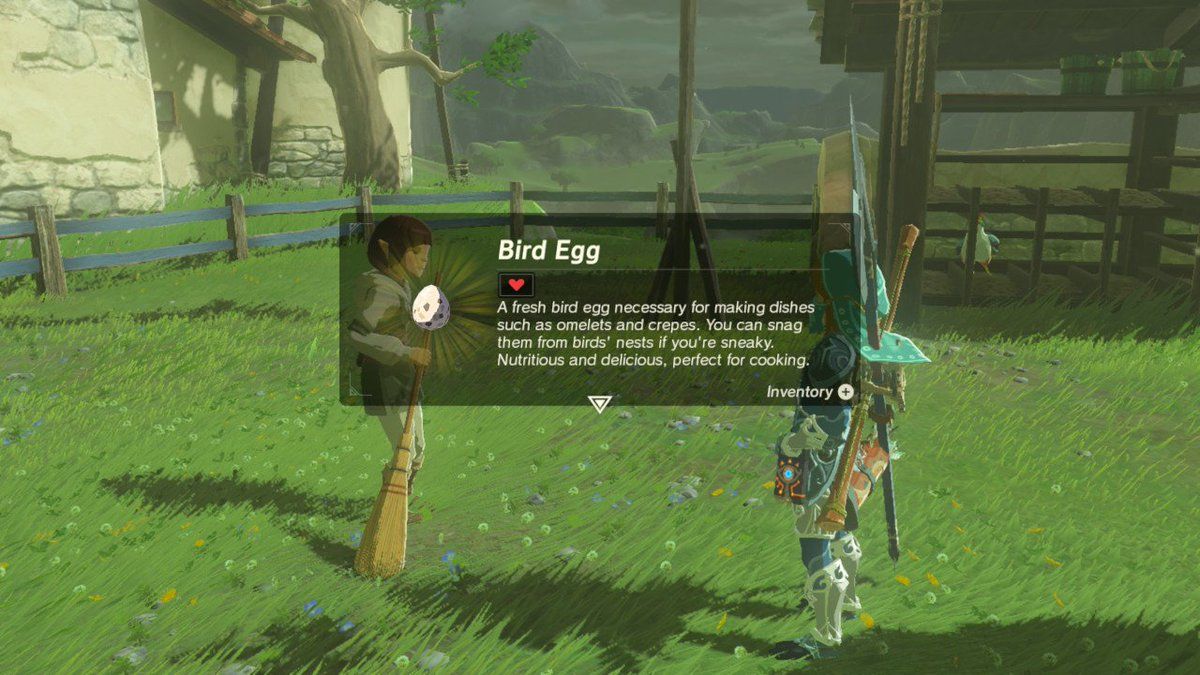 Bird Egg
A fresh bird egg necessary for making dishes
such as omelets and crepes. You can snag
them from birds' nests if you're sneaky.
Nutritious and delicious, perfect for cooking.
Inventory +